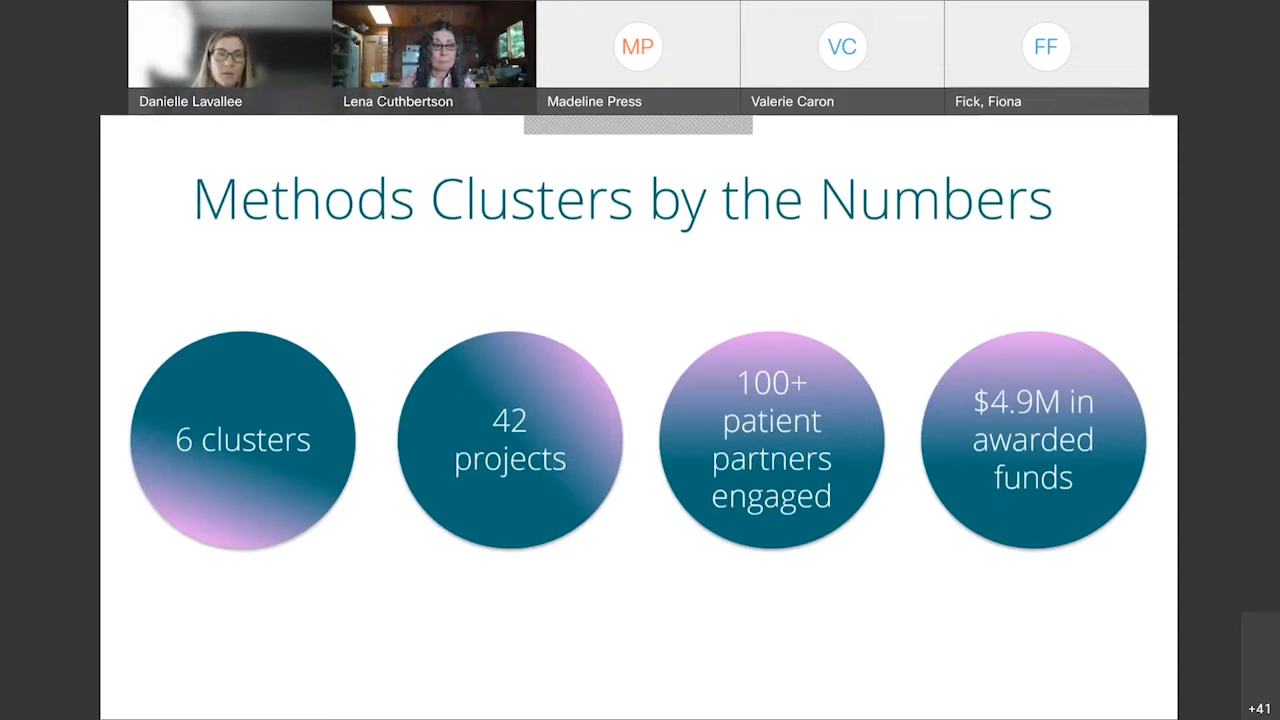 MP
VC
FF
Danielle Lavallee
Lena Cuthbertson
Madeline Press
Valerie Caron
Fick, Fiona
Methods Clusters by the Numbers
6 clusters
42
projects
100+
patient
partners
engaged
$4.9M in
awarded
funds
+41